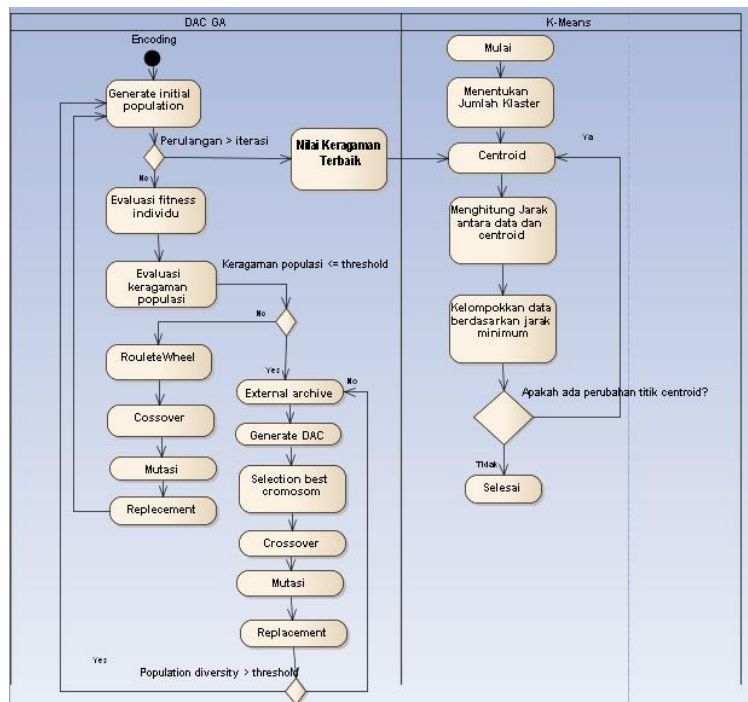 DAC GA
K-Means
Encoding
Generate initial
population
Perulangan > iterasi
Nilai Keragaman
Terbaik
No
Evaluasi fitness
individu
Evaluasi
keragaman
populasi
Keragaman populasi <= threshold
No
RouleteWheel
Cossover
Mutasi
Replecement
Yes
No
External archive
Generate DAC
Selection best
cromosom
Crossover
Mutasi
Replacement
Yes
Population diversity > threshold
Mulai
Menentukan
Jumlah Klaster
Ya
Centroid
Menghitung Jarak
antara data dan
centroid
Kelompokkan data
berdasarkan jarak
minimum
Apakah ada perubahan titik centroid?
Tidak
Selesai